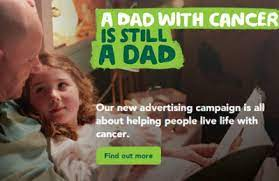 A DAD WITH CANCER
IS STILL
A DAD
Our new advertising campaign is all
about helping people live life with
cancer.
Find out more